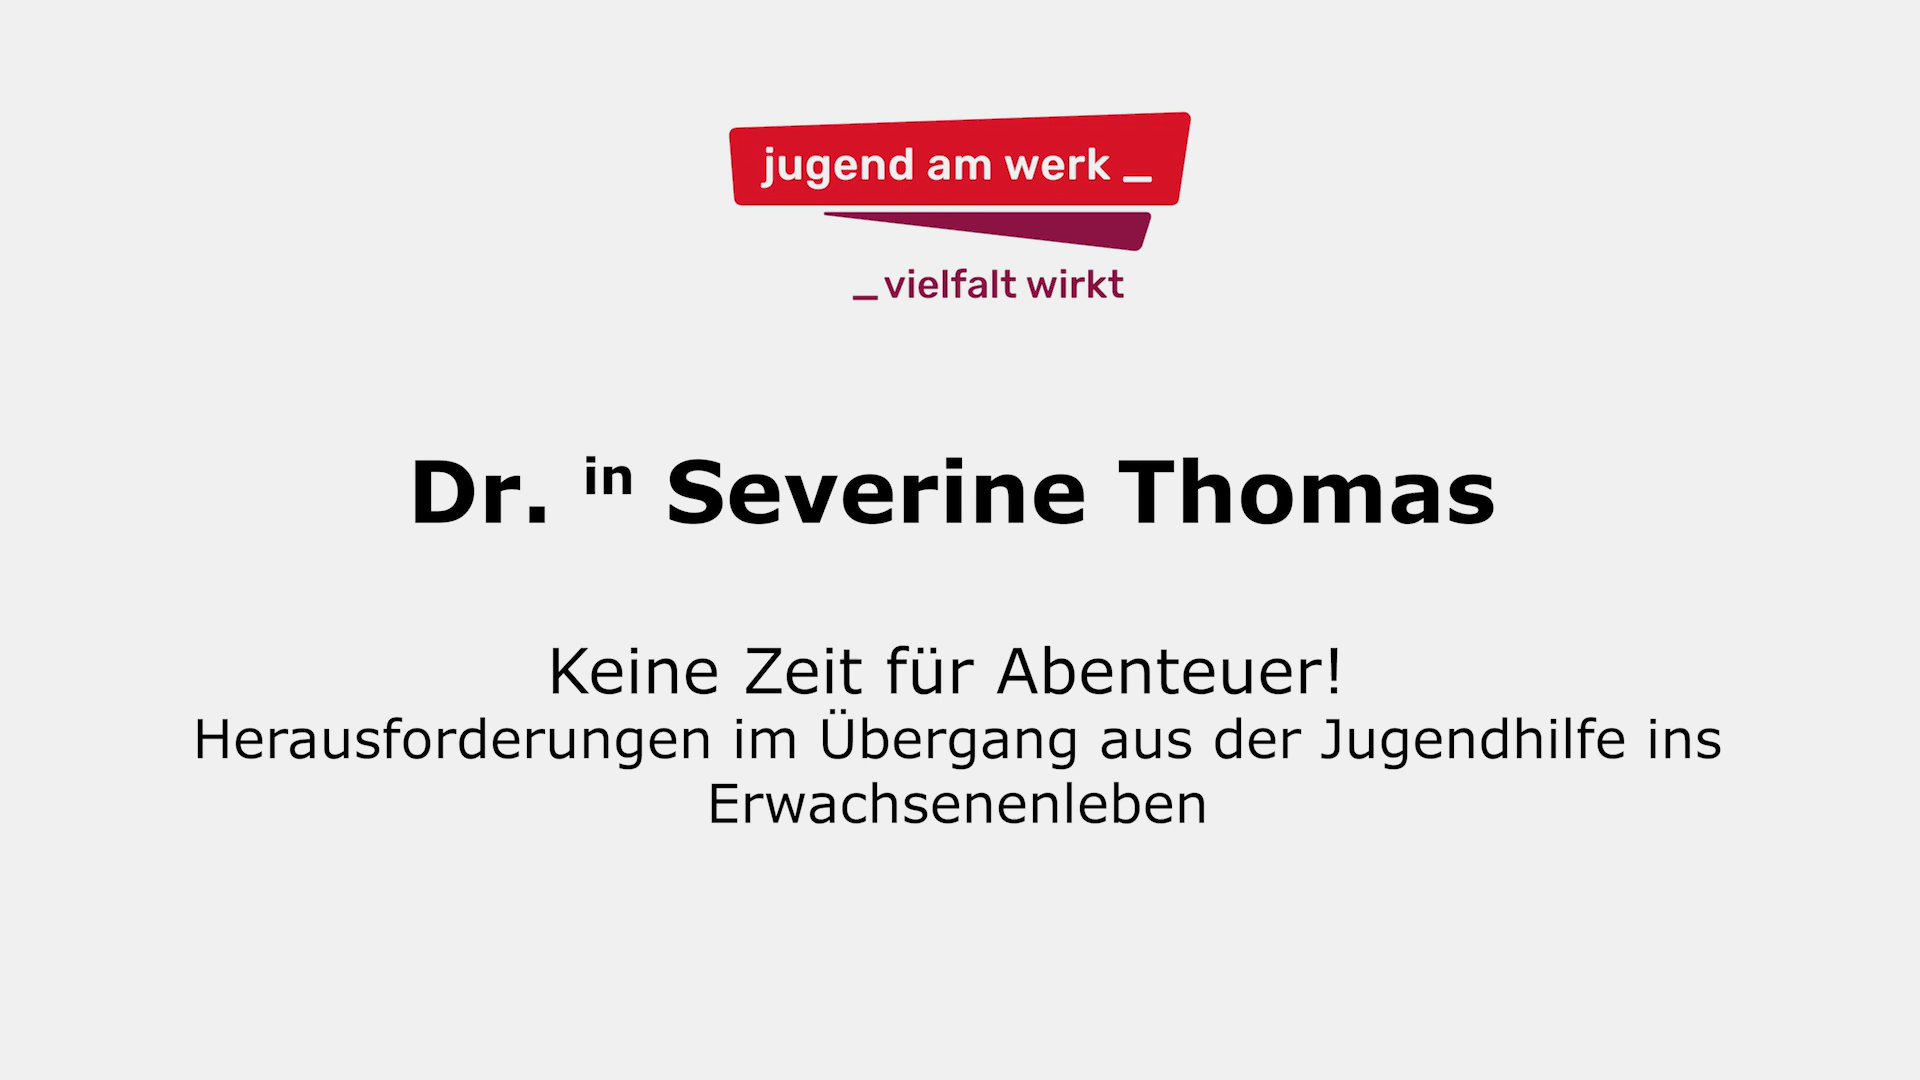 jugend am werk _
_ vielfalt wirkt
Dr. in Severine Thomas
Keine Zeit für Abenteuer!
Herausforderungen im Übergang aus der Jugendhilfe ins
Erwachsenenleben